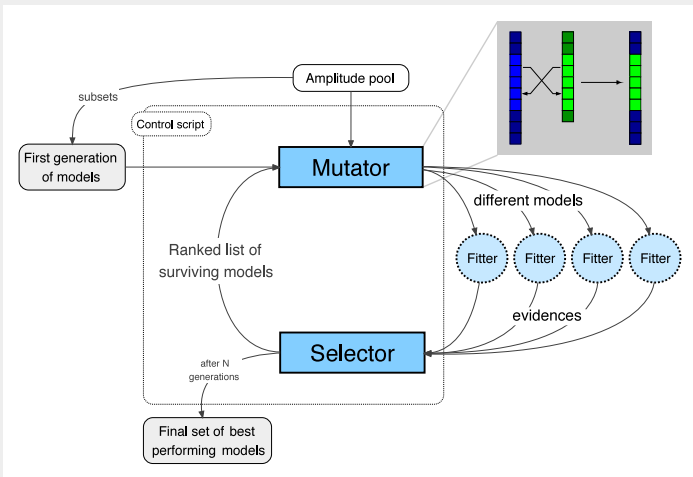 Amplitude pool
subsets
Control script
First generation
of models
Mutator
different models
Ranked list of
surviving models
Fitter
Fitter
Fitter
Fitter
evidences
Selector
after N
generations
Final set of best
performing models